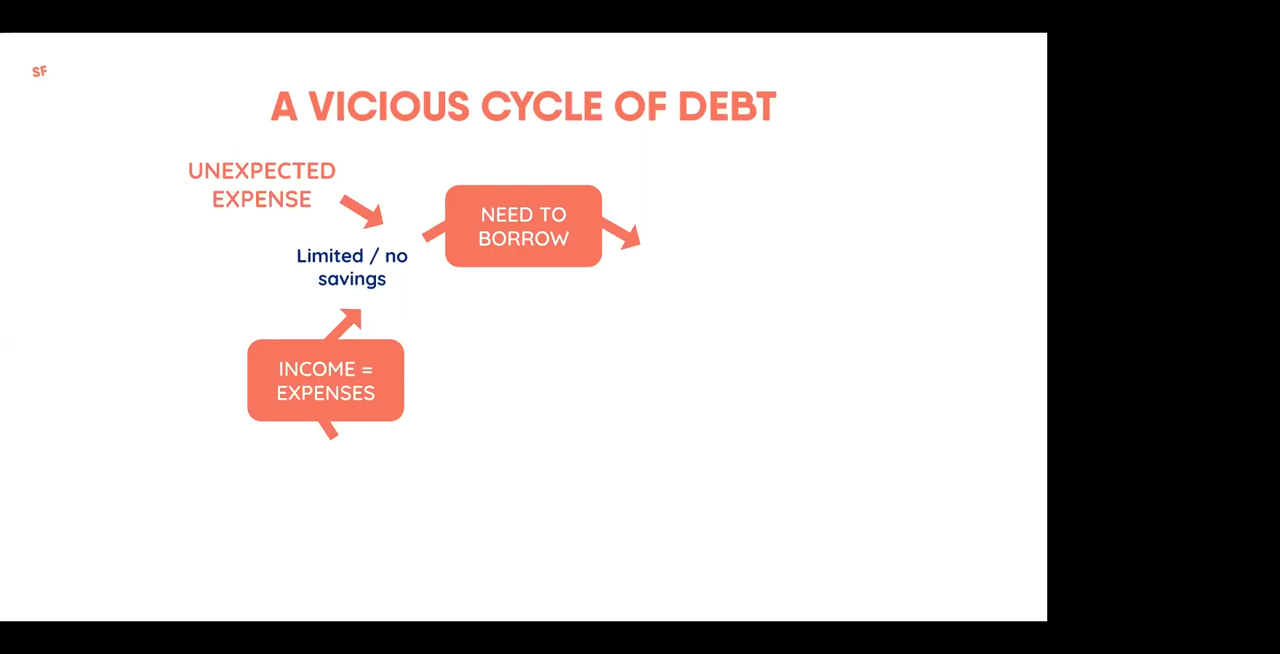 SF
A VICIOUS CYCLE OF DEBT
UNEXPECTED
EXPENSE
NEED TO
BORROW
Limited / no
savings
INCOME =
EXPENSES